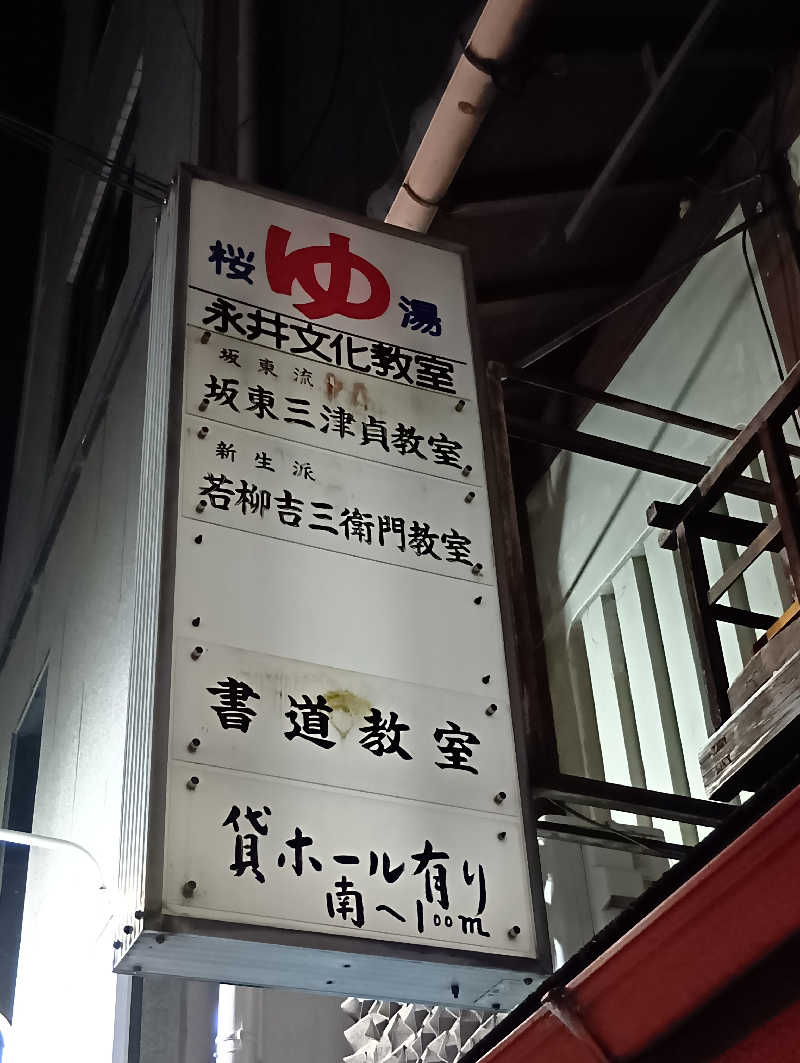 桜 ゆ 湯
永井文化教室
坂東流
坂東三津貞教室
新生派
若柳吉三衛門教室
書道教室
貸ホール有り
南へ100m